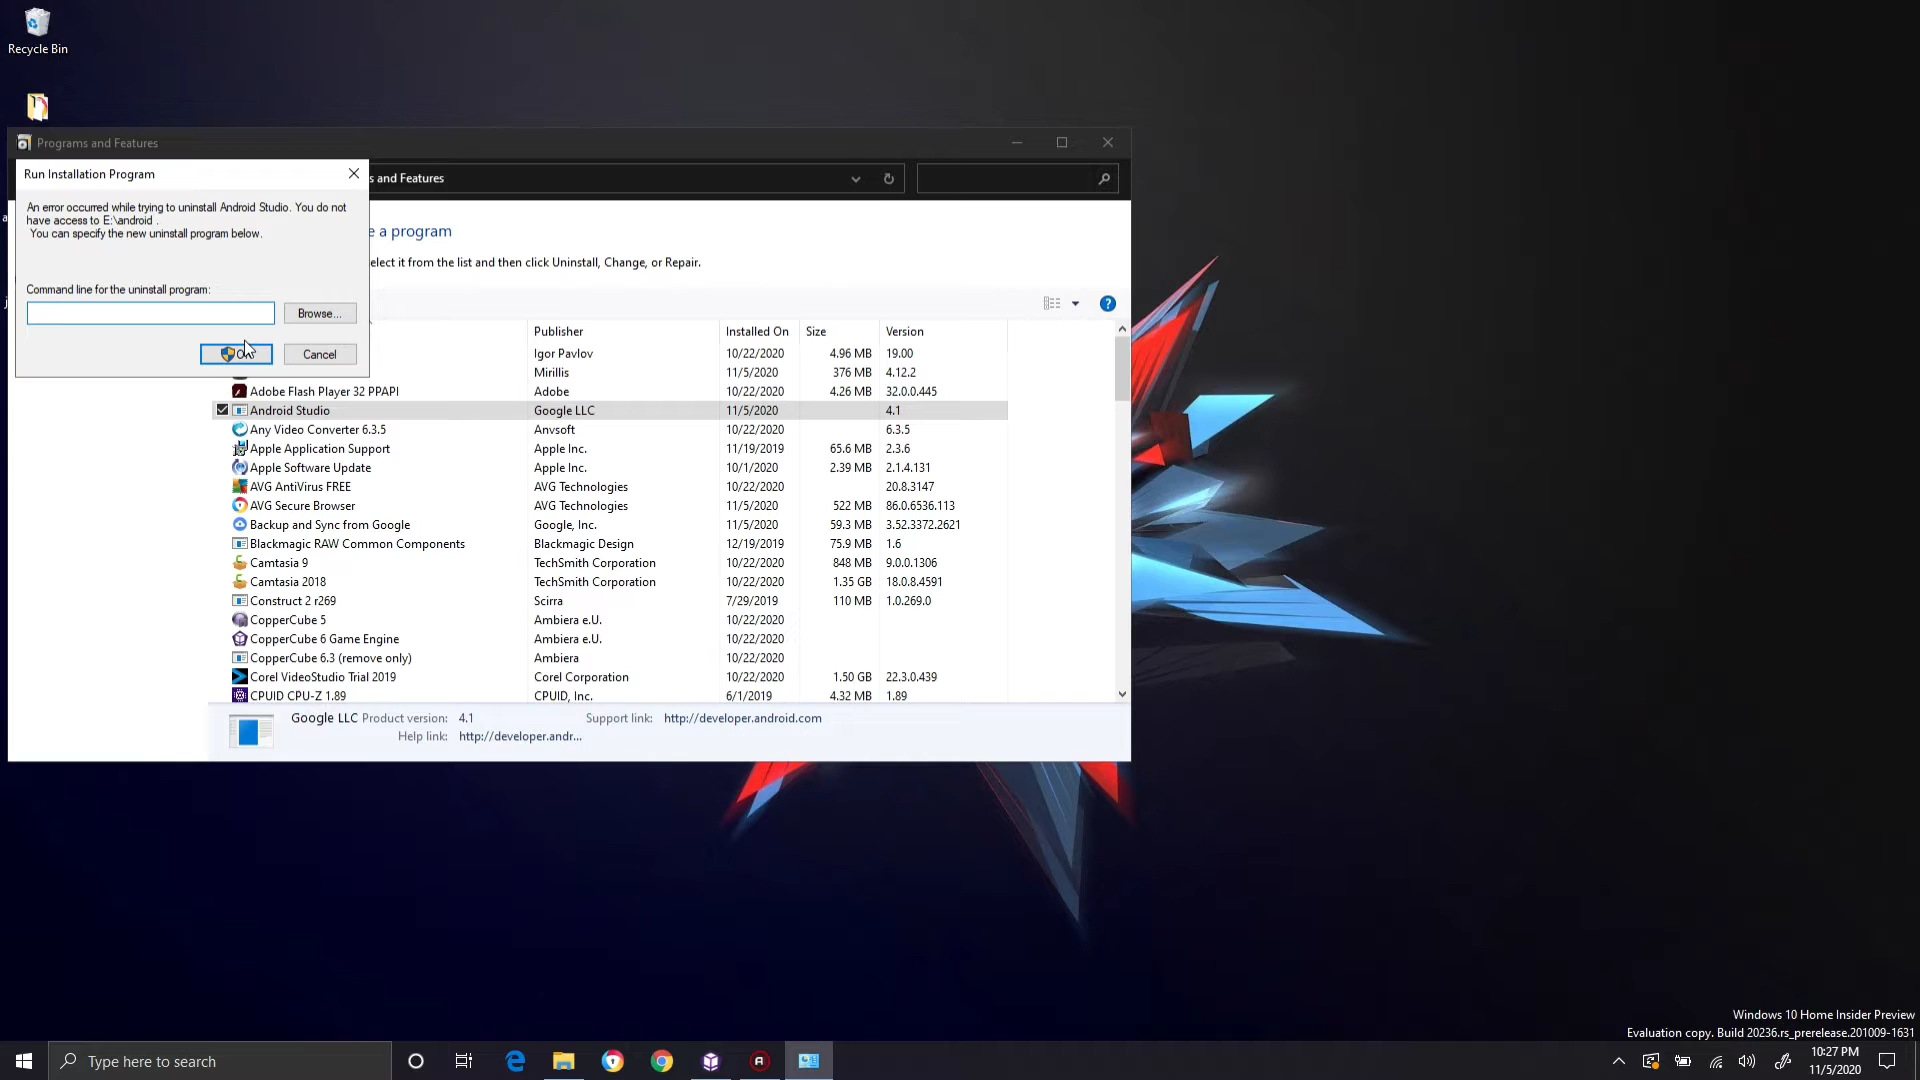 Recycle Bin
Programs and Features
Run Installation Program
s and Features
An error occurred while trying to uninstall Android Studio. You do not
have access to E:\android .
You can specify the new uninstall program below.
e a program
elect it from the list and then click Uninstall, Change, or Repair.
Command line for the uninstall program:
Browse...
Cancel
Publisher Installed On Size Version
Igor Pavlov 10/22/2020 4.96 MB 19.00
Mirillis 11/5/2020 376 MB 4.12.2
Adobe Flash Player 32 PPAPI Adobe 10/22/2020 4.26 MB 32.0.0.445
Android Studio Google LLC 11/5/2020 4.1
Any Video Converter 6.3.5 Anvsoft 10/22/2020 6.3.5
Apple Application Support Apple Inc. 11/19/2019 65.6 MB 2.3.6
Apple Software Update Apple Inc. 10/1/2020 2.39 MB 2.1.4.131
AVG AntiVirus FREE AVG Technologies 10/22/2020 20.8.3147
AVG Secure Browser AVG Technologies 11/5/2020 522 MB 86.0.6536.113
Backup and Sync from Google Google, Inc. 11/5/2020 59.3 MB 3.52.3372.2621
Blackmagic RAW Common Components Blackmagic Design 12/19/2019 75.9 MB 1.6
Camtasia 9 TechSmith Corporation 10/22/2020 848 MB 9.0.0.1306
Camtasia 2018 TechSmith Corporation 10/22/2020 1.35 GB 18.0.8.4591
Construct 2 r269 Scirra 7/29/2019 110 MB 1.0.269.0
CopperCube 5 Ambiera e.U. 10/22/2020
CopperCube 6 Game Engine Ambiera e.U. 10/22/2020
CopperCube 6.3 (remove only) Ambiera 10/22/2020
Corel VideoStudio Trial 2019 Corel Corporation 10/22/2020 1.50 GB 22.3.0.439
CPUID CPU-Z 1.89 CPUID, Inc. 6/1/2019 4.32 MB 1.89
Google LLC Product version: 4.1 Support link: http://developer.android.com
Help link: http://developer.andr...
Windows 10 Home Insider Preview
Evaluation copy. Build 20236.rs_prerelease.201009-1631
Type here to search
10:27 PM
11/5/2020